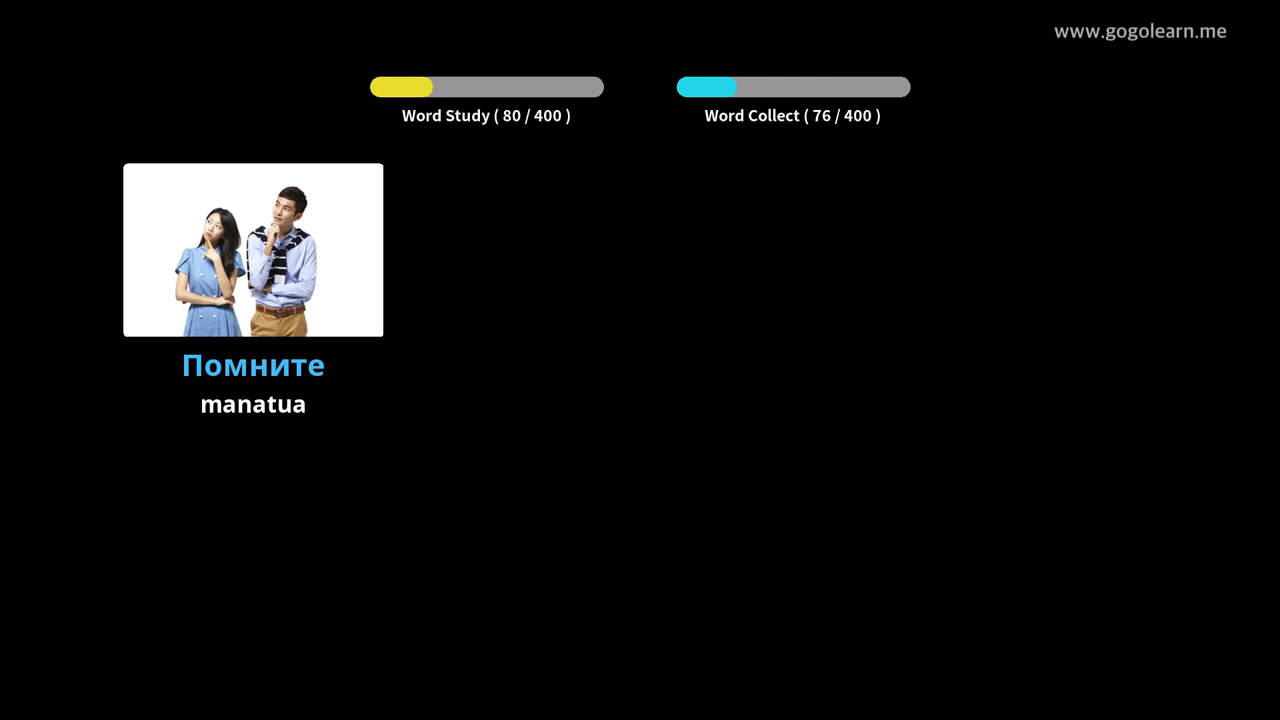 www.gogolearn.me
Word Study ( 80 / 400 )
Word Collect ( 76 / 400 )
Помните
manatua